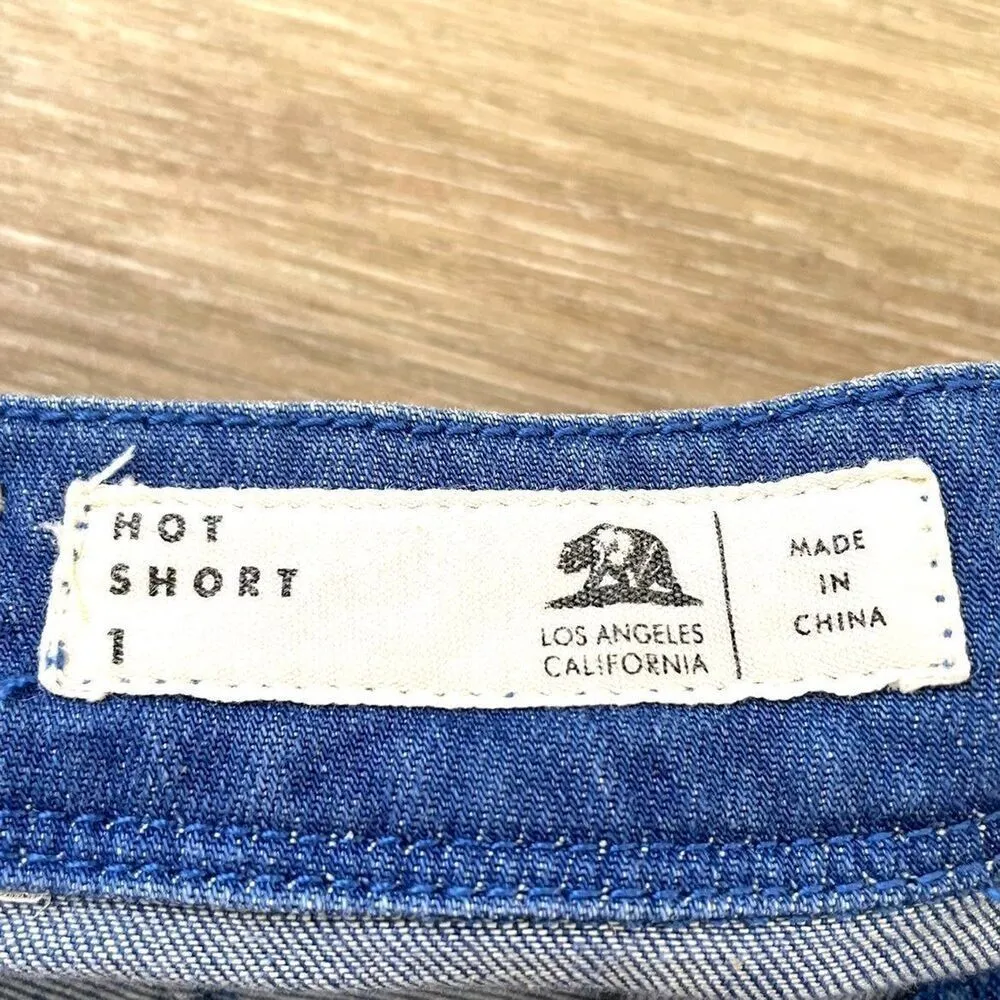 HOT
SHORT
1
LOS ANGELES
CALIFORNIA
MADE
IN
CHINA